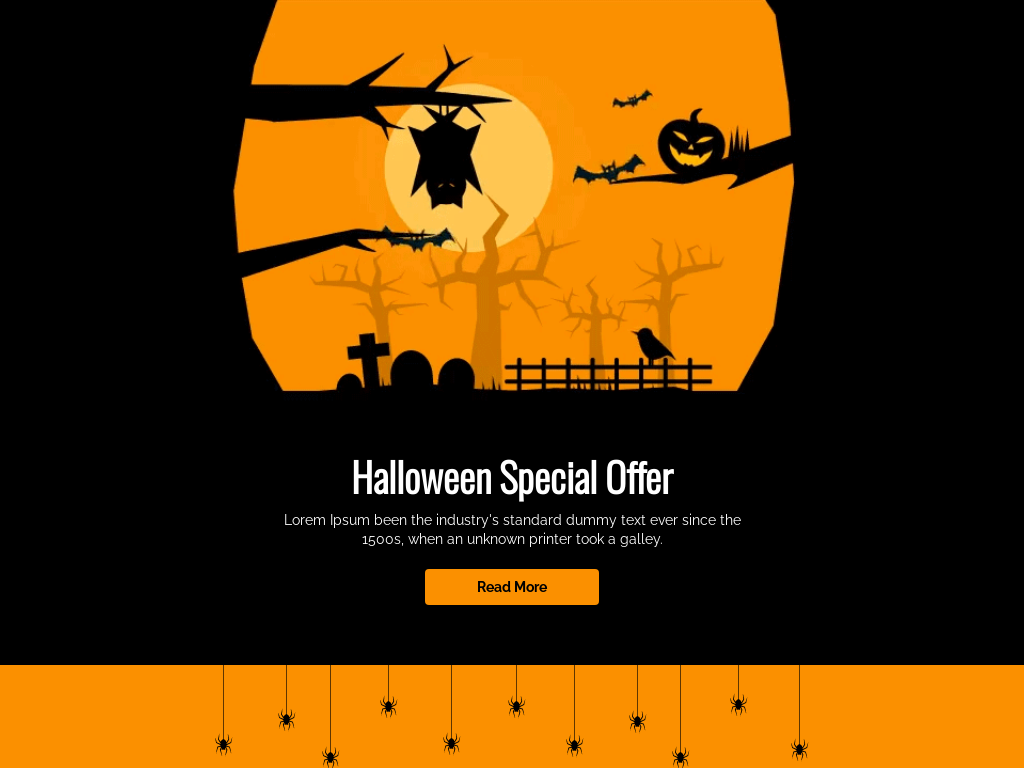 Halloween Special Offer
Lorem Ipsum been the industry's standard dummy text ever since the
1500s, when an unknown printer took a galley.
Read More